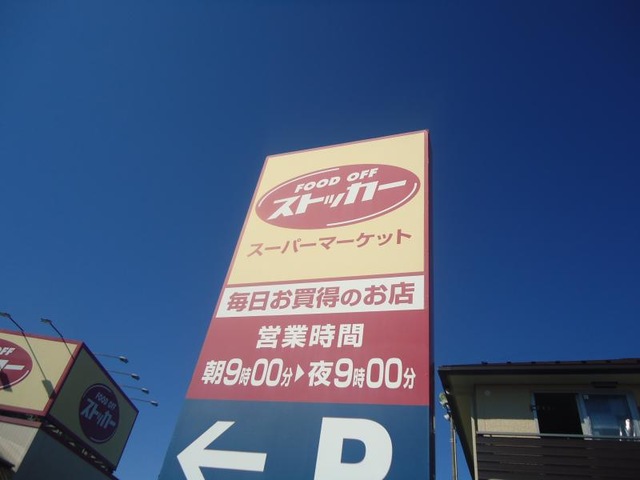 FOOD OFF
ストッカー
スーパーマーケット
毎日お買得のお店
営業時間
朝9時00分▶夜9時00分
←P
FOOD OFF
ストッカー